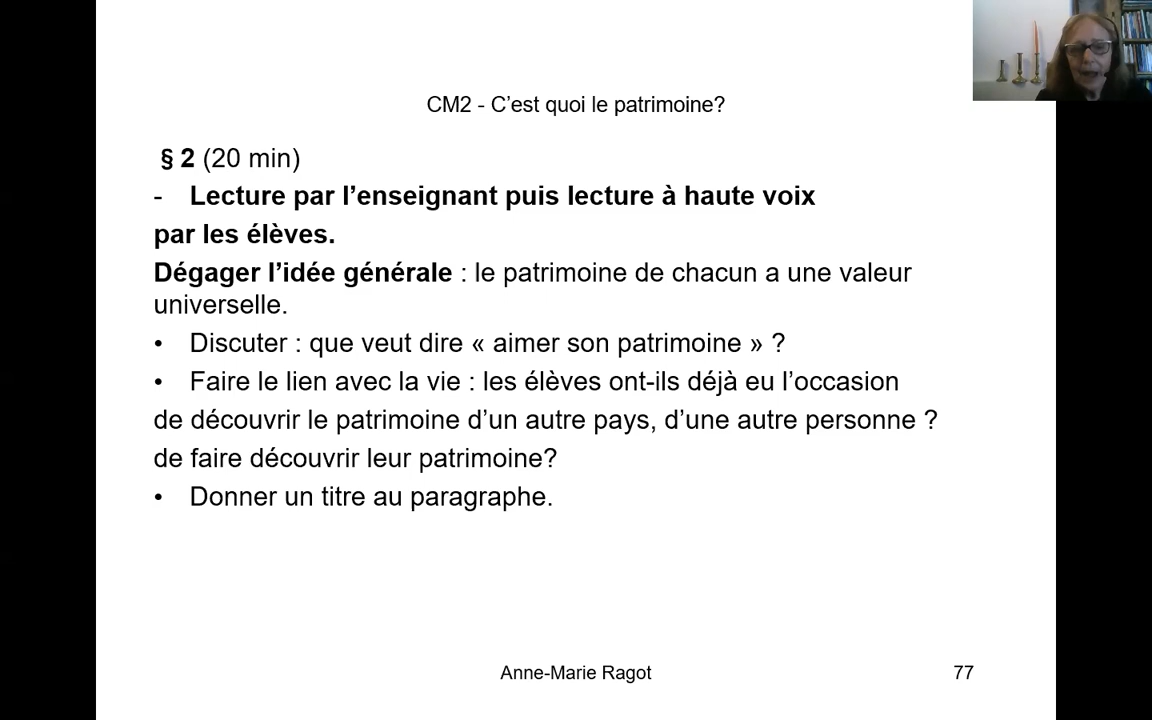 CM2 - C’est quoi le patrimoine?
§ 2 (20 min)
- Lecture par l’enseignant puis lecture à haute voix
par les élèves.
Dégager l’idée générale : le patrimoine de chacun a une valeur
universelle.
• Discuter : que veut dire « aimer son patrimoine » ?
• Faire le lien avec la vie : les élèves ont-ils déjà eu l’occasion
de découvrir le patrimoine d’un autre pays, d’une autre personne ?
de faire découvrir leur patrimoine?
• Donner un titre au paragraphe.
Anne-Marie Ragot
77